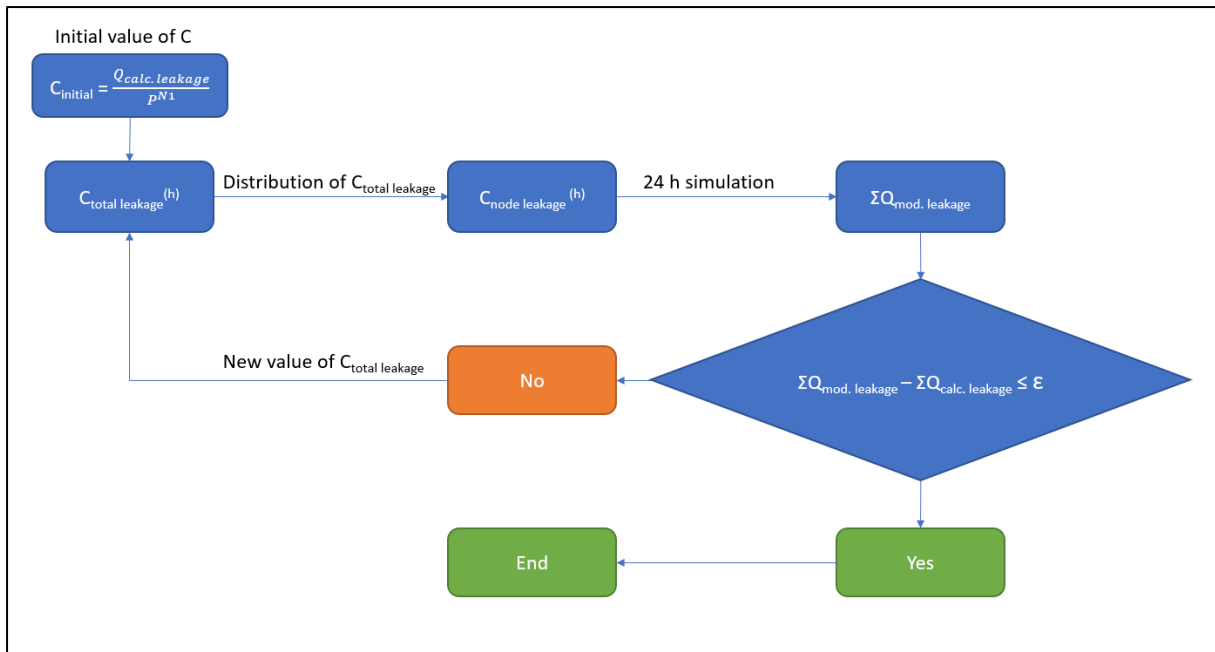 Initial value of C
C_initial = Q_calc. leakage / P^N1
C_total leakage^(h)
Distribution of C_total leakage
C_node leakage^(h)
24 h simulation
ΣQ_mod. leakage
New value of C_total leakage
No
ΣQ_mod. leakage – ΣQ_calc. leakage ≤ ε
End
Yes